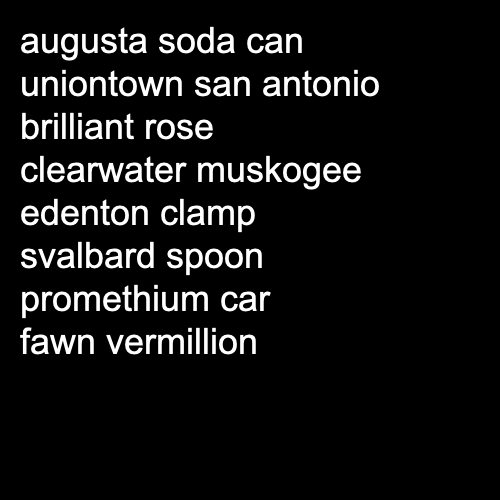 augusta soda can
uniontown san antonio
brilliant rose
clearwater muskogee
edenton clamp
svalbard spoon
promethium car
fawn vermillion